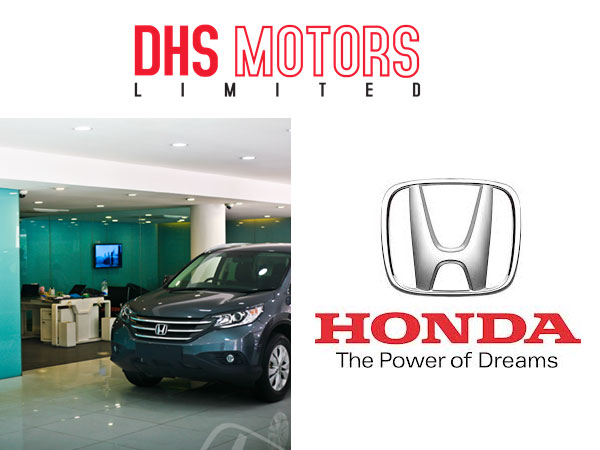 DHS MOTORS
LIMITED
HONDA
The Power of Dreams